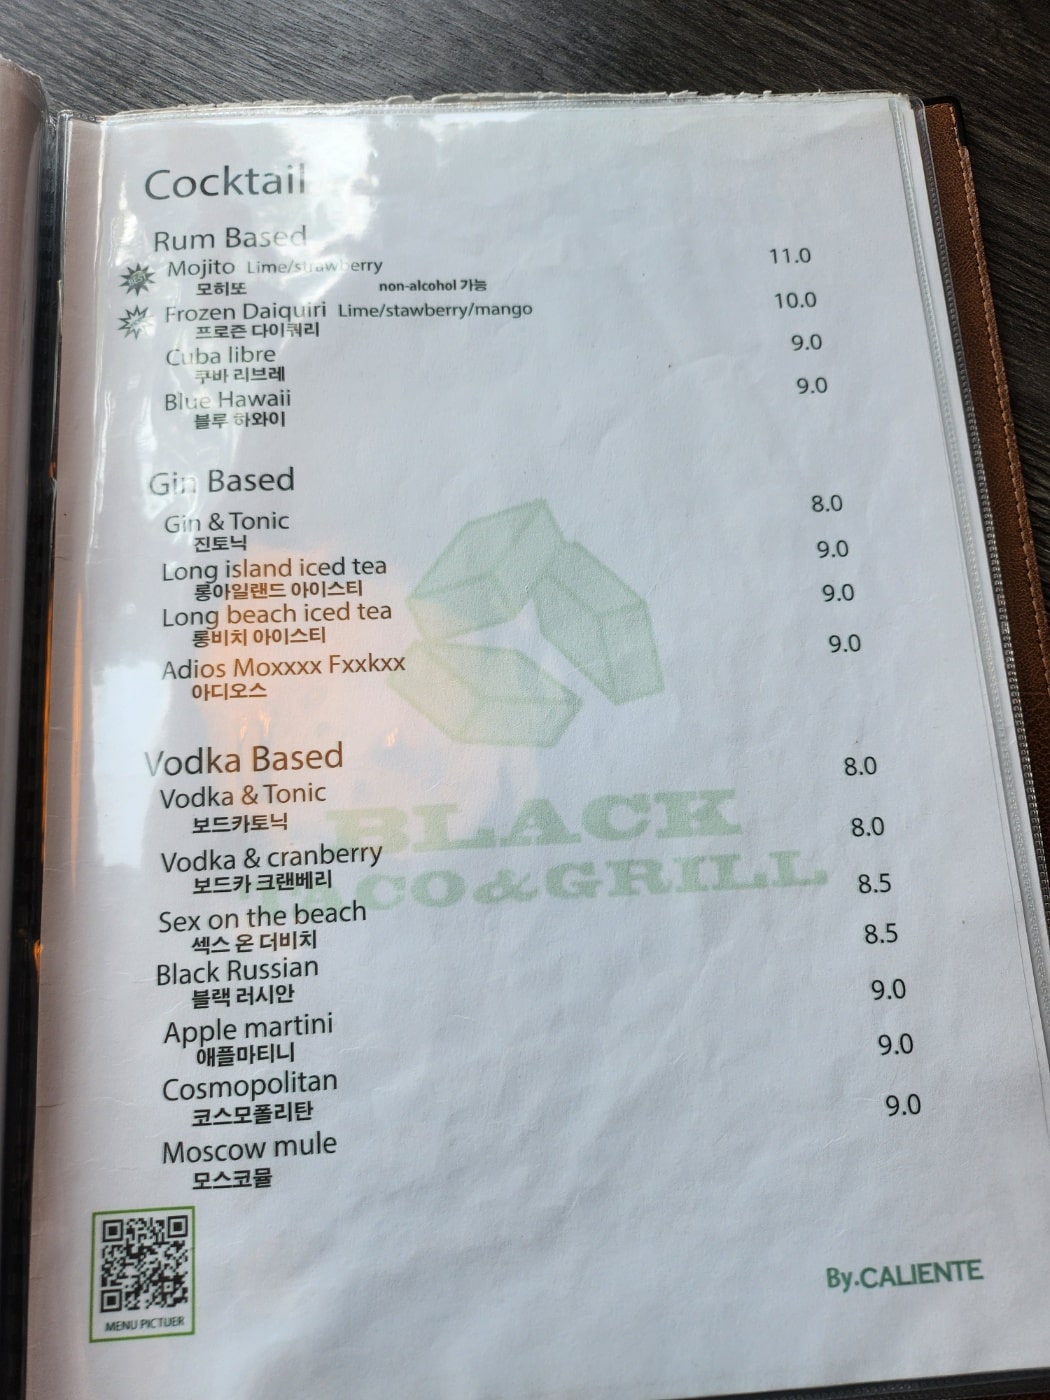 Cocktail
Rum Based
Mojito Lime/strawberry 11.0
모히또 non-alcohol 가능
Frozen Daiquiri Lime/stawberry/mango 10.0
프로즌 다이쿼리
Cuba libre 9.0
쿠바 리브레
Blue Hawaii 9.0
블루 하와이
Gin Based
Gin & Tonic 8.0
진토닉
Long island iced tea 9.0
롱아일랜드 아이스티
Long beach iced tea 9.0
롱비치 아이스티
Adios Moxxxx Fxxkxx 9.0
아디오스
Vodka Based
Vodka & Tonic 8.0
보드카토닉
Vodka & cranberry 8.0
보드카 크랜베리
Sex on the beach 8.5
섹스 온 더비치
Black Russian 8.5
블랙 러시안
Apple martini 9.0
애플마티니
Cosmopolitan 9.0
코스모폴리탄
Moscow mule 9.0
모스코뮬
BLACK
TACO&GRILL
MENU PICTUER
By.CALIENTE